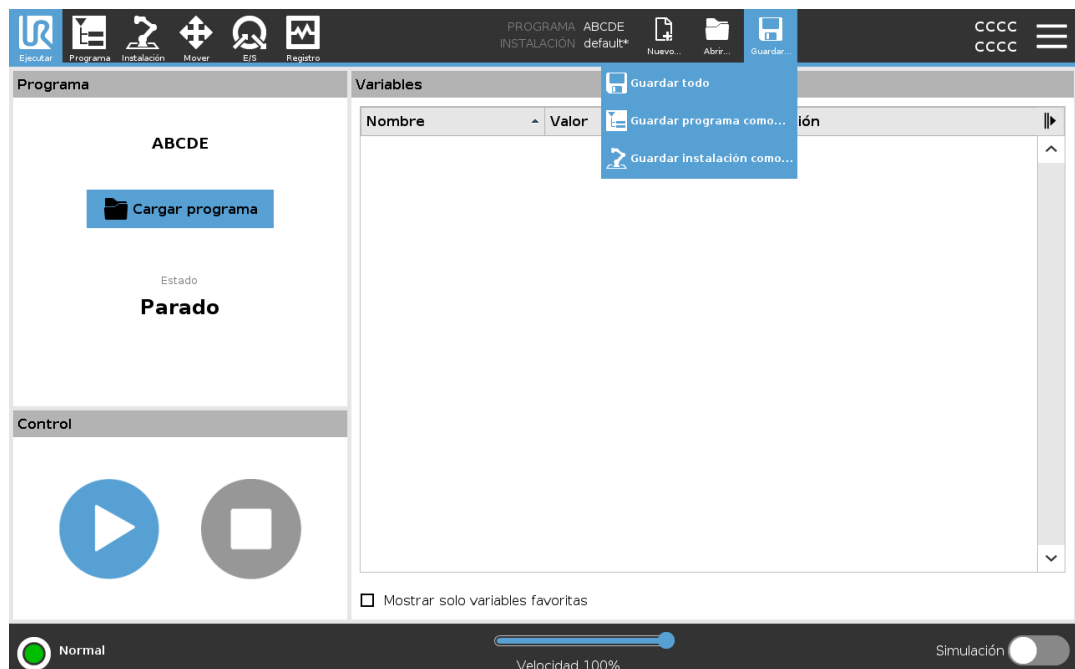 PROGRAMA ABCDE
INSTALACIÓN default*
CCCC
CCCC
Ejecutar Programa Instalación Mover E/S Registro Nuevo... Abrir... Guardar...
Programa
Variables
Guardar todo
Guardar programa como...
Guardar instalación como...
Nombre Valor ión
ABCDE
Cargar programa
Estado
Parado
Control
Mostrar solo variables favoritas
Normal
Velocidad 100%
Simulación